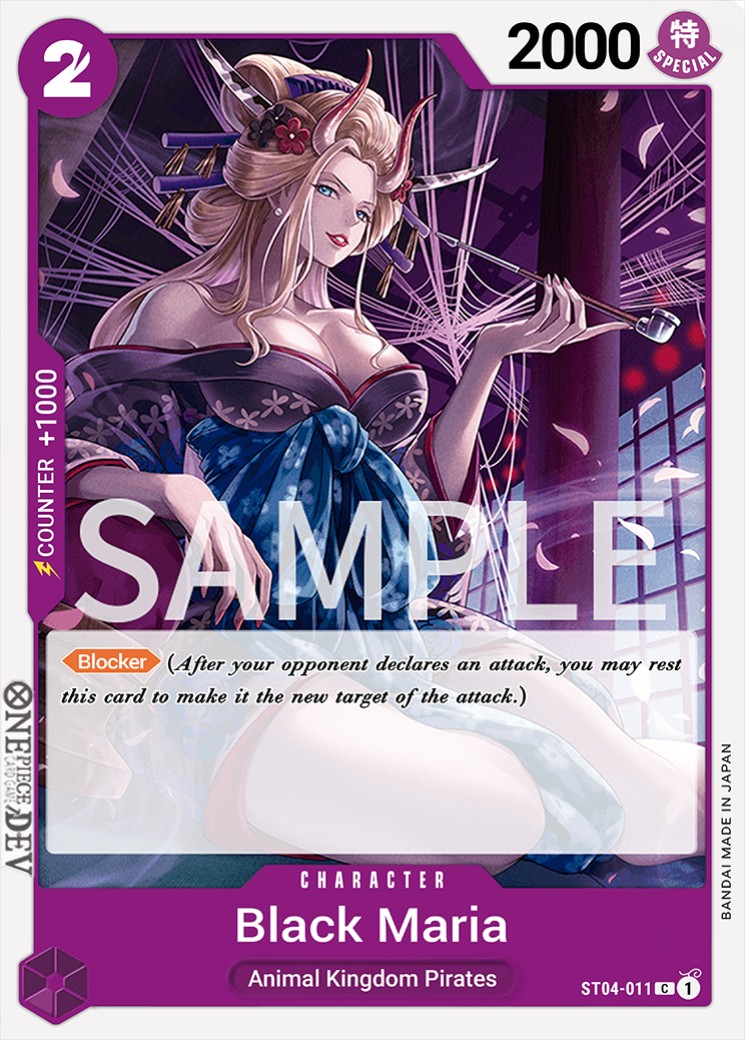 2
2000
特
SPECIAL
COUNTER +1000
SAMPLE
Blocker (After your opponent declares an attack, you may rest
this card to make it the new target of the attack.)
ONE PIECE
CARD GAME
DEV
BANDAI MADE IN JAPAN
CHARACTER
Black Maria
Animal Kingdom Pirates
ST04-011 C 1